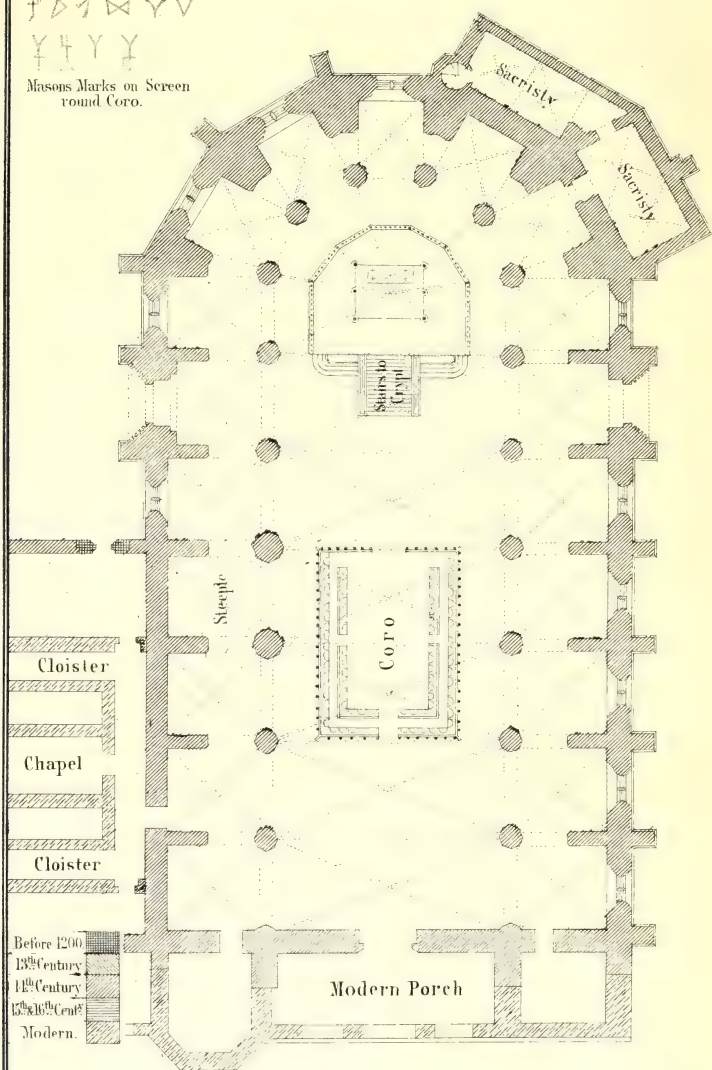 Masons Marks on Screen
round Coro.
Sacristy
Sacristy
Stairs to
Crypt
Steeple
Coro
Cloister
Chapel
Cloister
Before 1200
13th Century
14th Century
15th & 16th Centy
Modern.
Modern Porch